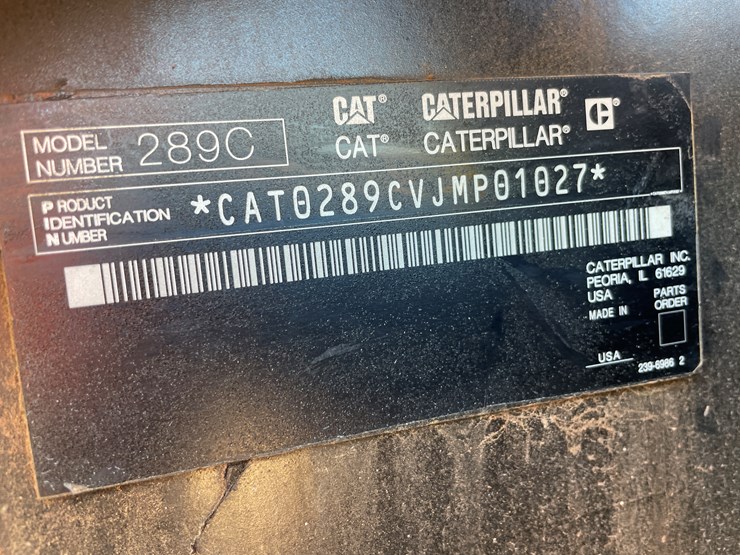 CAT® CATERPILLAR®
CAT® CATERPILLAR®
MODEL
NUMBER
289C
PRODUCT
IDENTIFICATION
NUMBER
*CAT0289CVJMP01027*
CATERPILLAR INC.
PEORIA, IL 61629
USA
MADE IN
PARTS
ORDER
USA
239-6986 2